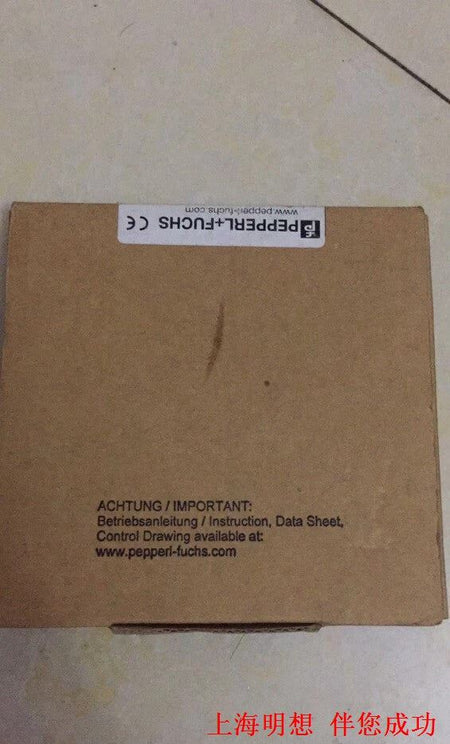 www.pepperl-fuchs.com
PEPPERL+FUCHS CE
ACHTUNG / IMPORTANT:
Betriebsanleitung / Instruction, Data Sheet,
Control Drawing available at:
www.pepperl-fuchs.com
上海明想 伴您成功